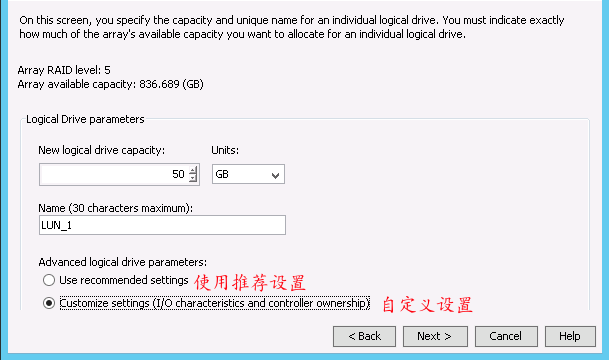 On this screen, you specify the capacity and unique name for an individual logical drive. You must indicate exactly
how much of the array's available capacity you want to allocate for an individual logical drive.
Array RAID level: 5
Array available capacity: 836.689 (GB)
Logical Drive parameters
New logical drive capacity: Units:
50 GB
Name (30 characters maximum):
LUN_1
Advanced logical drive parameters:
Use recommended settings 使用推荐设置
Customize settings (I/O characteristics and controller ownership) 自定义设置
< Back Next > Cancel Help